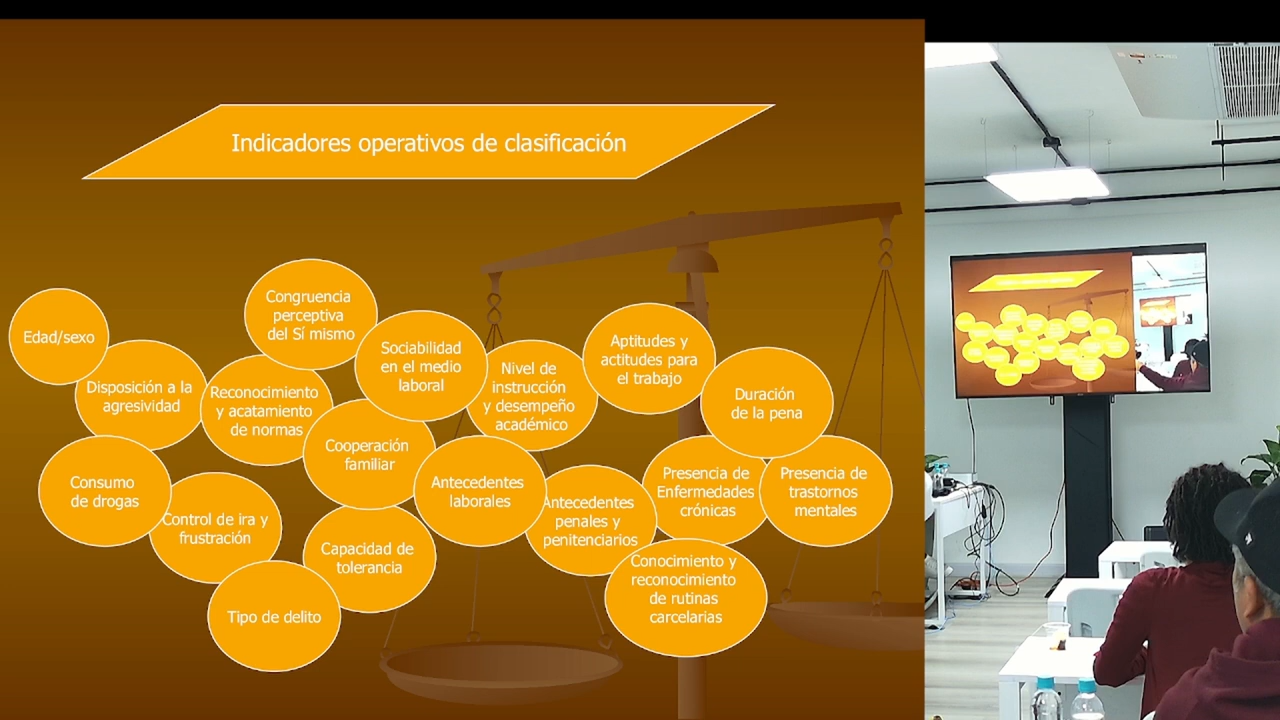 Indicadores operativos de clasificación
Edad/sexo
Congruencia
perceptiva
del Sí mismo
Sociabilidad
en el medio
laboral
Aptitudes y
actitudes para
el trabajo
Disposición a la
agresividad
Reconocimiento
y acatamiento
de normas
Nivel de
instrucción
y desempeño
académico
Duración
de la pena
Cooperación
familiar
Consumo
de drogas
Antecedentes
laborales
Presencia de
Enfermedades
crónicas
Presencia de
trastornos
mentales
Control de ira y
frustración
Antecedentes
penales y
penitenciarios
Capacidad de
tolerancia
Conocimiento y
reconocimiento
de rutinas
carcelarias
Tipo de delito